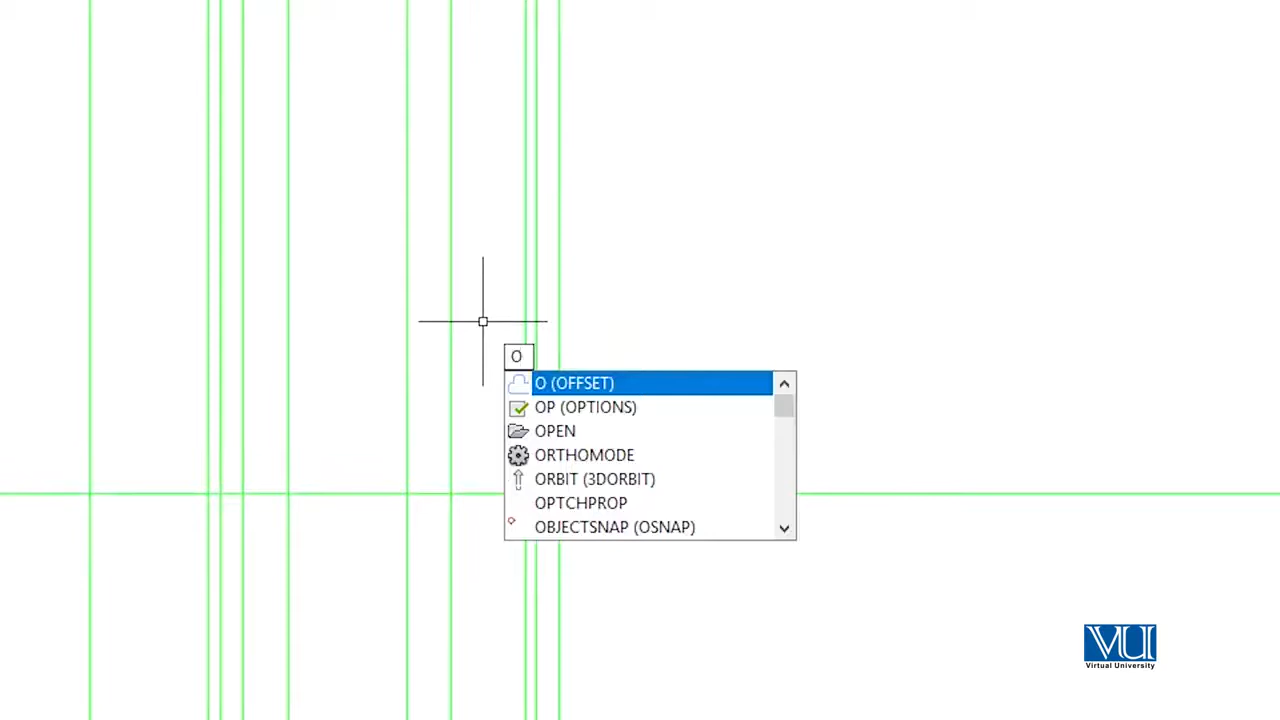 O
O (OFFSET)
OP (OPTIONS)
OPEN
ORTHOMODE
ORBIT (3DORBIT)
OPTCHPROP
OBJECTSNAP (OSNAP)
VU
Virtual University